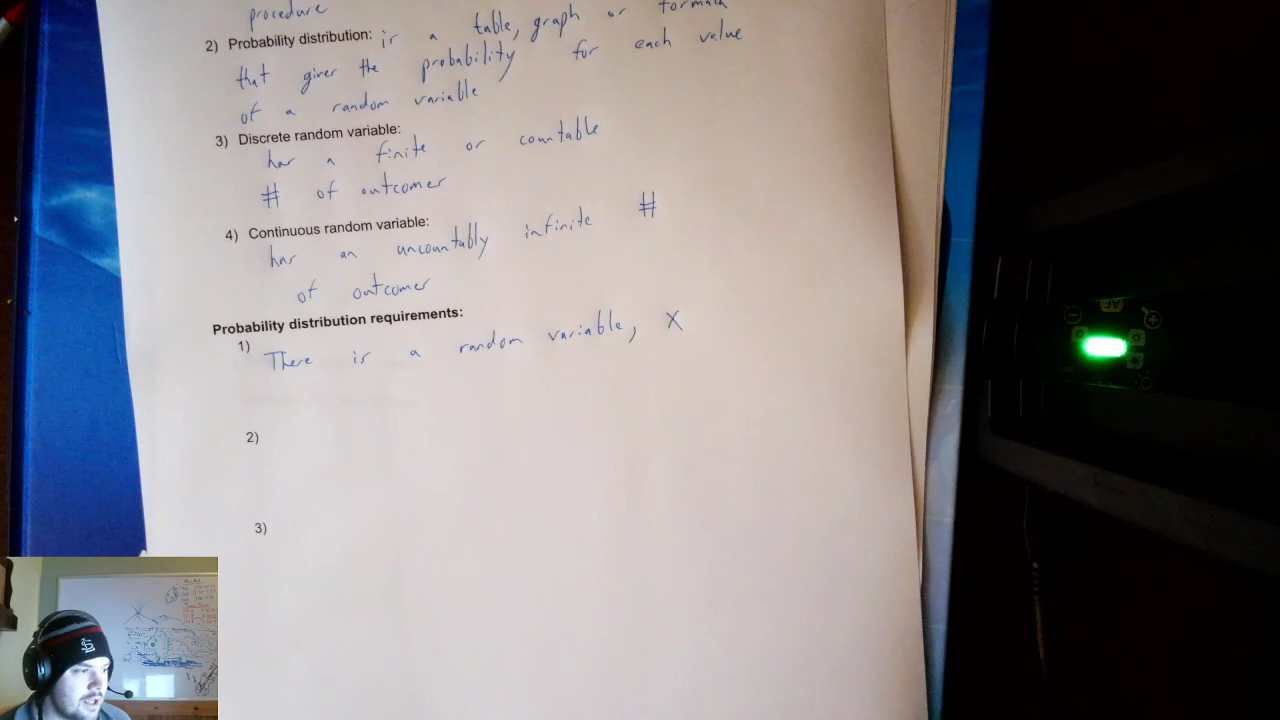 procedure
2) Probability distribution: is a table, graph or formula
that gives the probability for each value
of a random variable
3) Discrete random variable:
has a finite or countable
# of outcomes
4) Continuous random variable:
has an uncountably infinite #
of outcomes
Probability distribution requirements:
1) There is a random variable, X
2)
3)